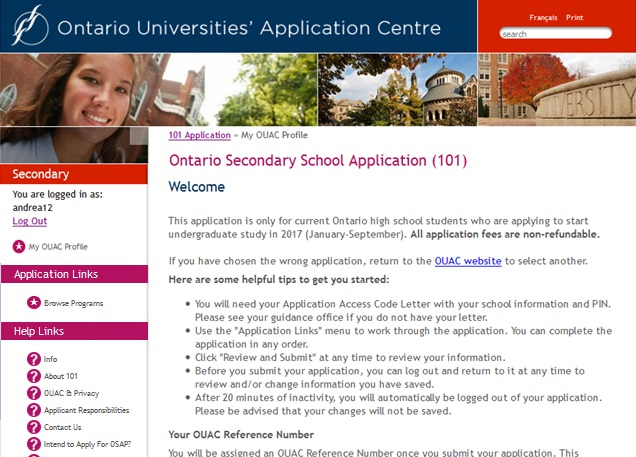 Ontario Universities' Application Centre
Français Print
search
UNIVERSITY
101 Application » My OUAC Profile
Secondary
You are logged in as:
andrea12
Log Out
My OUAC Profile
Application Links
Browse Programs
Help Links
Info
About 101
OUAC & Privacy
Applicant Responsibilities
Contact Us
Intend to Apply For OSAP?
Ontario Secondary School Application (101)
Welcome
This application is only for current Ontario high school students who are applying to start
undergraduate study in 2017 (January-September). All application fees are non-refundable.
If you have chosen the wrong application, return to the OUAC website to select another.
Here are some helpful tips to get you started:
You will need your Application Access Code Letter with your school information and PIN.
Please see your guidance office if you do not have your letter.
Use the "Application Links" menu to work through the application. You can complete the
application in any order.
Click "Review and Submit" at any time to review your information.
Before you submit your application, you can log out and return to it at any time to
review and/or change information you have saved.
After 20 minutes of inactivity, you will automatically be logged out of your application.
Please be advised that your changes will not be saved.
Your OUAC Reference Number
You will be assigned an OUAC Reference Number once you submit your application. This